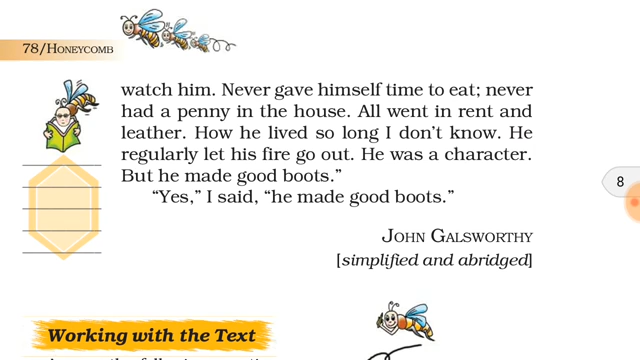 78/HONEYCOMB
watch him. Never gave himself time to eat; never
had a penny in the house. All went in rent and
leather. How he lived so long I don't know. He
regularly let his fire go out. He was a character.
But he made good boots.”
“Yes,” I said, “he made good boots.”
JOHN GALSWORTHY
[simplified and abridged]
8
Working with the Text